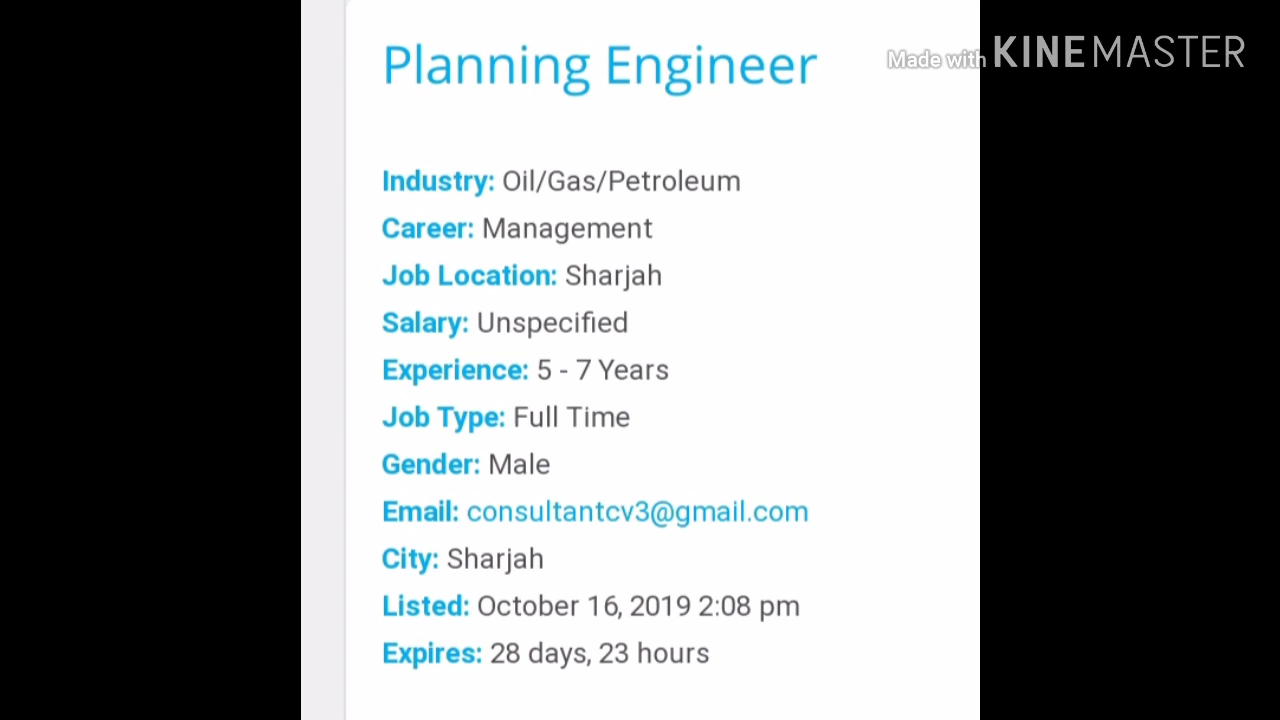 Planning Engineer
Made with KINEMASTER
Industry: Oil/Gas/Petroleum
Career: Management
Job Location: Sharjah
Salary: Unspecified
Experience: 5 - 7 Years
Job Type: Full Time
Gender: Male
Email: consultantcv3@gmail.com
City: Sharjah
Listed: October 16, 2019 2:08 pm
Expires: 28 days, 23 hours